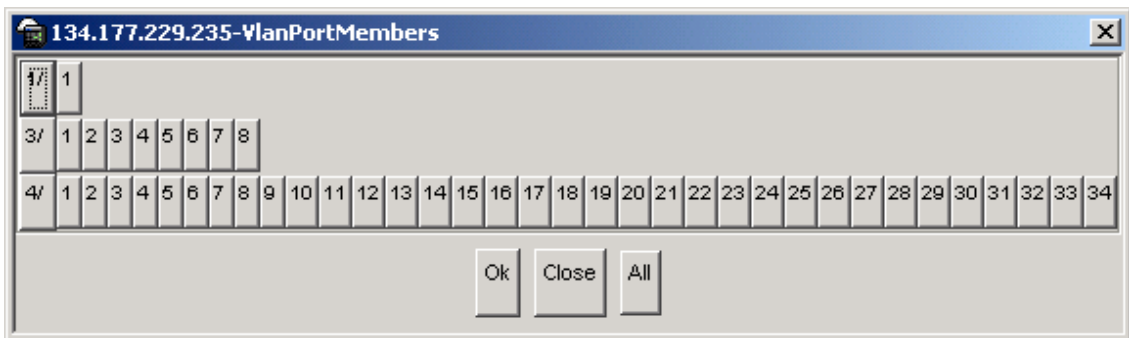 134.177.229.235-VlanPortMembers
1/ 1
3/ 1 2 3 4 5 6 7 8
4/ 1 2 3 4 5 6 7 8 9 10 11 12 13 14 15 16 17 18 19 20 21 22 23 24 25 26 27 28 29 30 31 32 33 34
Ok Close All